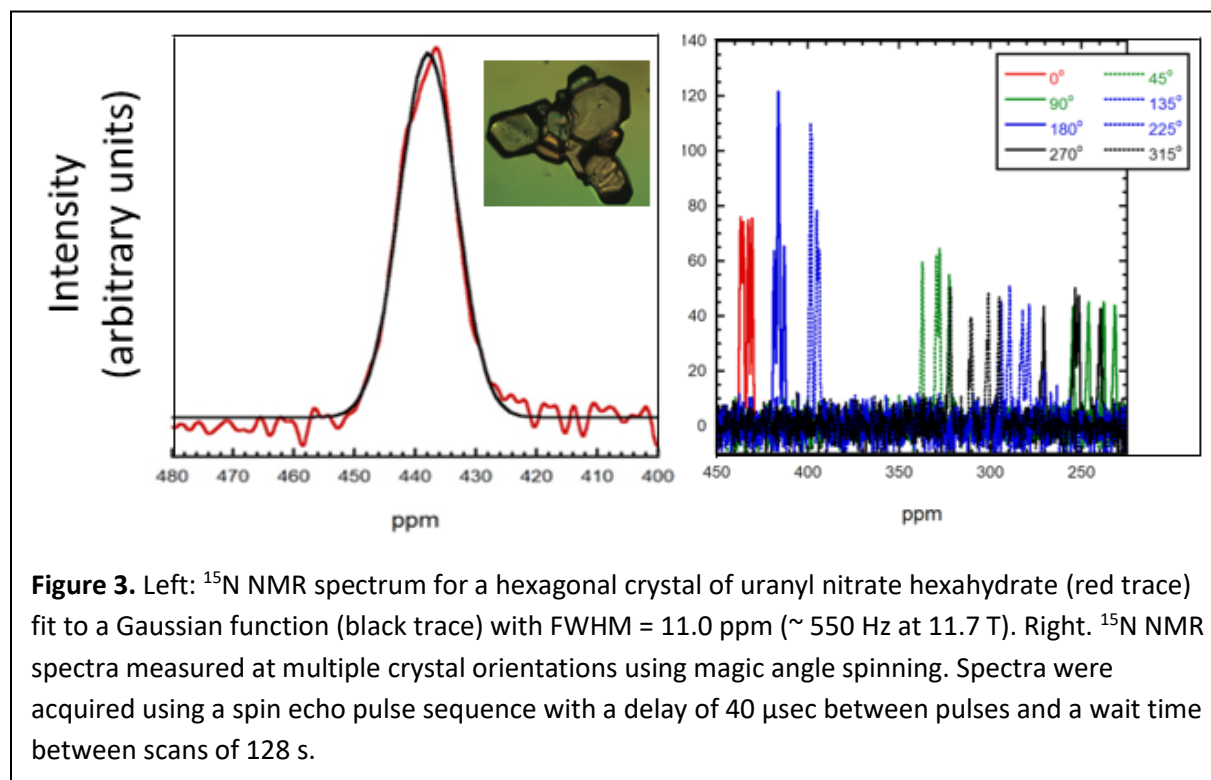 Intensity
(arbitrary units)
480 470 460 450 440 430 420 410 400
ppm
140
120
100
80
60
40
20
0
0° 45°
90° 135°
180° 225°
270° 315°
450 400 350 300 250
ppm
Figure 3. Left: ¹⁵N NMR spectrum for a hexagonal crystal of uranyl nitrate hexahydrate (red trace)
fit to a Gaussian function (black trace) with FWHM = 11.0 ppm (~ 550 Hz at 11.7 T). Right. ¹⁵N NMR
spectra measured at multiple crystal orientations using magic angle spinning. Spectra were
acquired using a spin echo pulse sequence with a delay of 40 μsec between pulses and a wait time
between scans of 128 s.